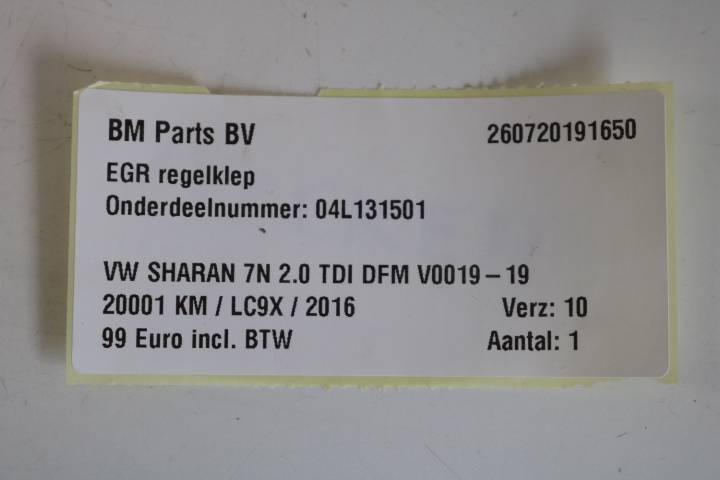 BM Parts BV 260720191650
EGR regelklep
Onderdeelnummer: 04L131501
VW SHARAN 7N 2.0 TDI DFM V0019 – 19
20001 KM / LC9X / 2016 Verz: 10
99 Euro incl. BTW Aantal: 1